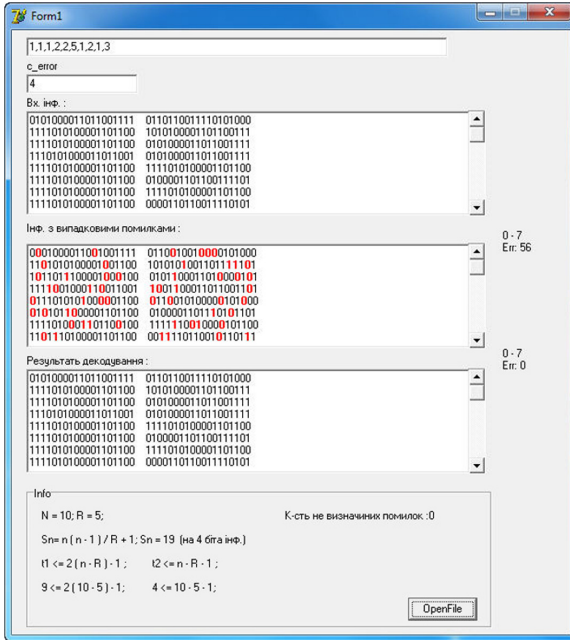 Form1
1,1,1,2,2,5,1,2,1,3
c_error
4
Вх. інф. :
0101000011011001111 0110110011110101000
1111010100001101100 1010100001101100111
1111010100001101100 0101000011011001111
1110101000011011001 0101000011011001111
1111010100001101100 1111010100001101100
1111010100001101100 0100001101100111101
1111010100001101100 1111010100001101100
1111010100001101100 0000110110011110101
Інф. з випадковими помилками :
0001000011001001111 0110010010000101000
1101010100001001100 1010101001101111101
1011011100001000100 0101100011010000101
1111001000110011001 1001100011011001101
0111010101000001100 0110010100000101000
0101011000001101100 0100001101110101101
1111010001101100100 1111110010000101100
1101110100001101100 0011110110010110111
0 - 7
Err: 56
Результать декодування :
0101000011011001111 0110110011110101000
1111010100001101100 1010100001101100111
1111010100001101100 0101000011011001111
1110101000011011001 0101000011011001111
1111010100001101100 1111010100001101100
1111010100001101100 0100001101100111101
1111010100001101100 1111010100001101100
1111010100001101100 0000110110011110101
0 - 7
Err: 0
Info
N = 10; R = 5; К-сть не визначиних помилок :0
Sn= n ( n - 1 ) / R + 1; Sn = 19 (на 4 біта інф.)
t1 <= 2 ( n - R ) - 1 ; t2 <= n - R - 1 ;
9 <= 2 ( 10 - 5 ) - 1; 4 <= 10 - 5 - 1;
OpenFile